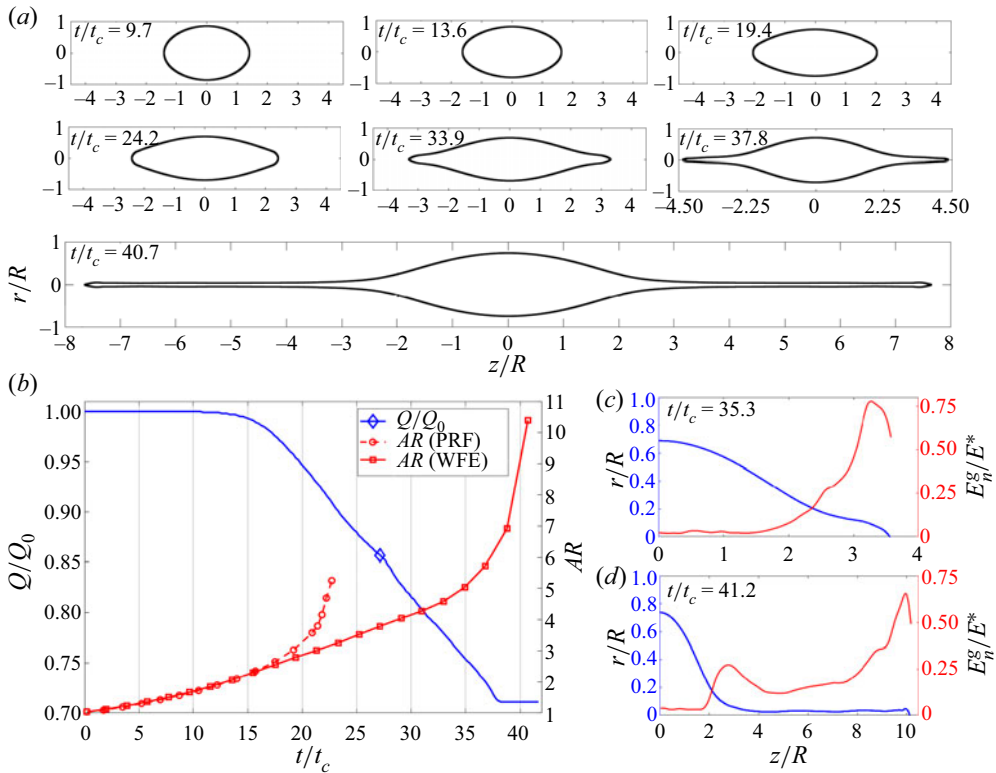 (a)
t/t_c = 9.7
t/t_c = 13.6
t/t_c = 19.4
1
0
–1
–4 –3 –2 –1 0 1 2 3 4
1
0
–1
–4 –3 –2 –1 0 1 2 3 4
1
0
–1
–4 –3 –2 –1 0 1 2 3 4
t/t_c = 24.2
t/t_c = 33.9
t/t_c = 37.8
1
0
–1
–4 –3 –2 –1 0 1 2 3 4
1
0
–1
–4 –3 –2 –1 0 1 2 3 4
1
0
–1
–4.50 –2.25 0 2.25 4.50
t/t_c = 40.7
r/R
1
0
–1
–8 –7 –6 –5 –4 –3 –2 –1 0 1 2 3 4 5 6 7 8
z/R
(b)
Q/Q_0
1.00
0.95
0.90
0.85
0.80
0.75
0.70
Q/Q_0
AR (PRF)
AR (WFE)
11
10
9
8
7
6
5
4
3
2
1
AR
0 5 10 15 20 25 30 35 40
t/t_c
(c)
t/t_c = 35.3
r/R
1.0
0.8
0.6
0.4
0.2
0
0.75
0.50
0.25
0
E_n^g/E*
0 1 2 3 4
(d)
t/t_c = 41.2
r/R
1.0
0.8
0.6
0.4
0.2
0
0.75
0.50
0.25
0
E_n^g/E*
0 2 4 6 8 10
z/R